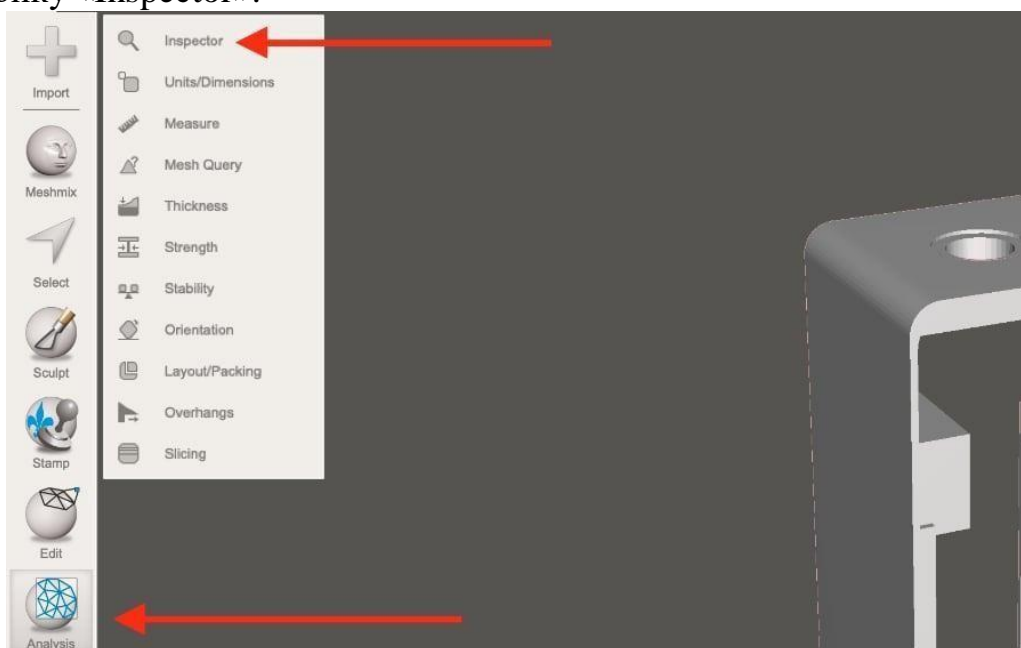 «Inspector».
Import
Meshmix
Select
Sculpt
Stamp
Edit
Analysis
Inspector
Units/Dimensions
Measure
Mesh Query
Thickness
Strength
Stability
Orientation
Layout/Packing
Overhangs
Slicing